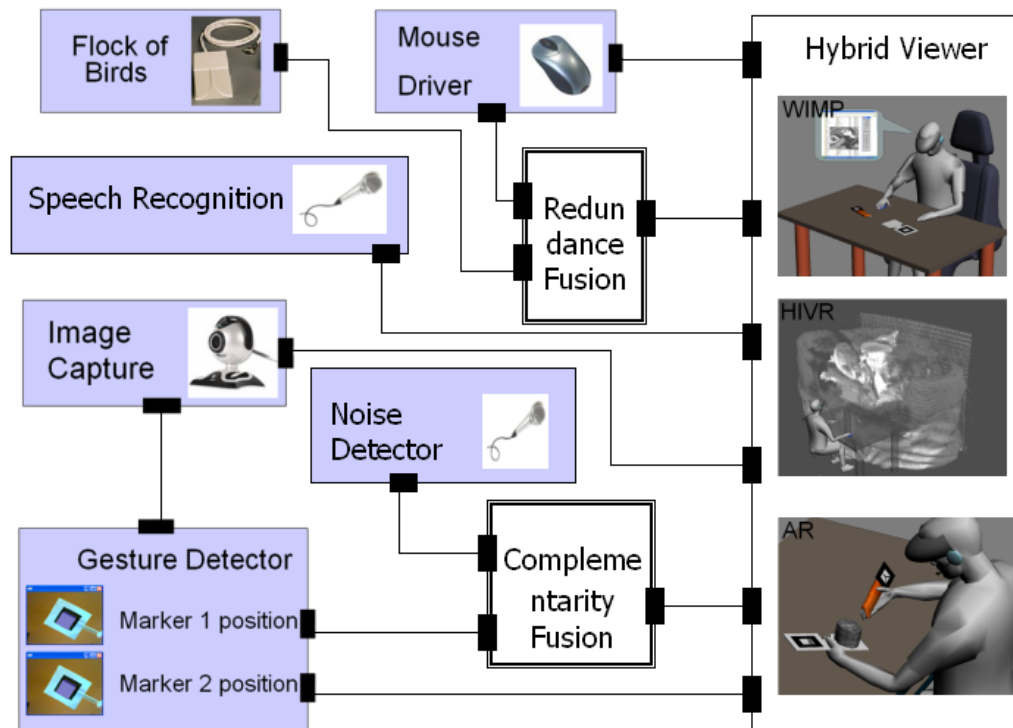 Flock of
Birds
Mouse
Driver
Hybrid Viewer
WIMP
Speech Recognition
Redun
dance
Fusion
Image
Capture
HIVR
Noise
Detector
Gesture Detector
Marker 1 position
Marker 2 position
Compleme
ntarity
Fusion
AR